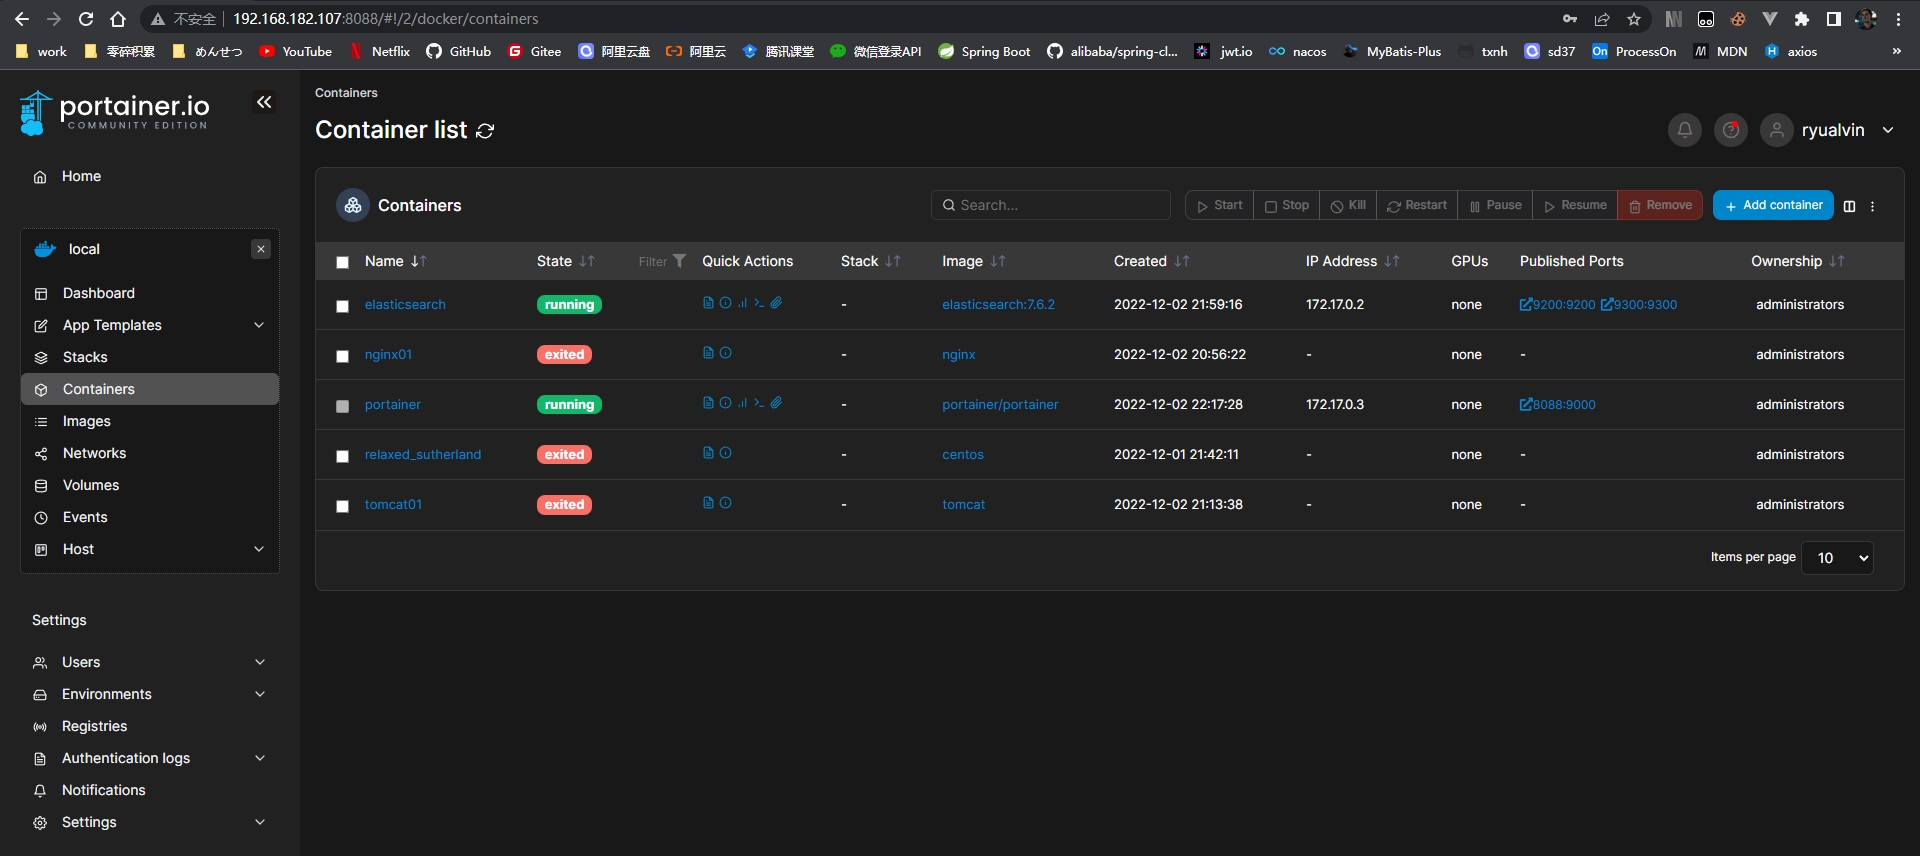 不安全 192.168.182.107:8088/#!/2/docker/containers
work 零碎积累 めんせつ YouTube Netflix GitHub Gitee 阿里云盘 阿里云 腾讯课堂 微信登录API Spring Boot alibaba/spring-cl... jwt.io nacos MyBatis-Plus txnh sd37 ProcessOn MDN axios »
portainer.io
COMMUNITY EDITION
Home
local
Dashboard
App Templates
Stacks
Containers
Images
Networks
Volumes
Events
Host
Settings
Users
Environments
Registries
Authentication logs
Notifications
Settings
Containers
Container list
ryualvin
Containers Search... Start Stop Kill Restart Pause Resume Remove + Add container
Name State Filter Quick Actions Stack Image Created IP Address GPUs Published Ports Ownership
elasticsearch running - elasticsearch:7.6.2 2022-12-02 21:59:16 172.17.0.2 none 9200:9200 9300:9300 administrators
nginx01 exited - nginx 2022-12-02 20:56:22 - none - administrators
portainer running - portainer/portainer 2022-12-02 22:17:28 172.17.0.3 none 8088:9000 administrators
relaxed_sutherland exited - centos 2022-12-01 21:42:11 - none - administrators
tomcat01 exited - tomcat 2022-12-02 21:13:38 - none - administrators
Items per page 10